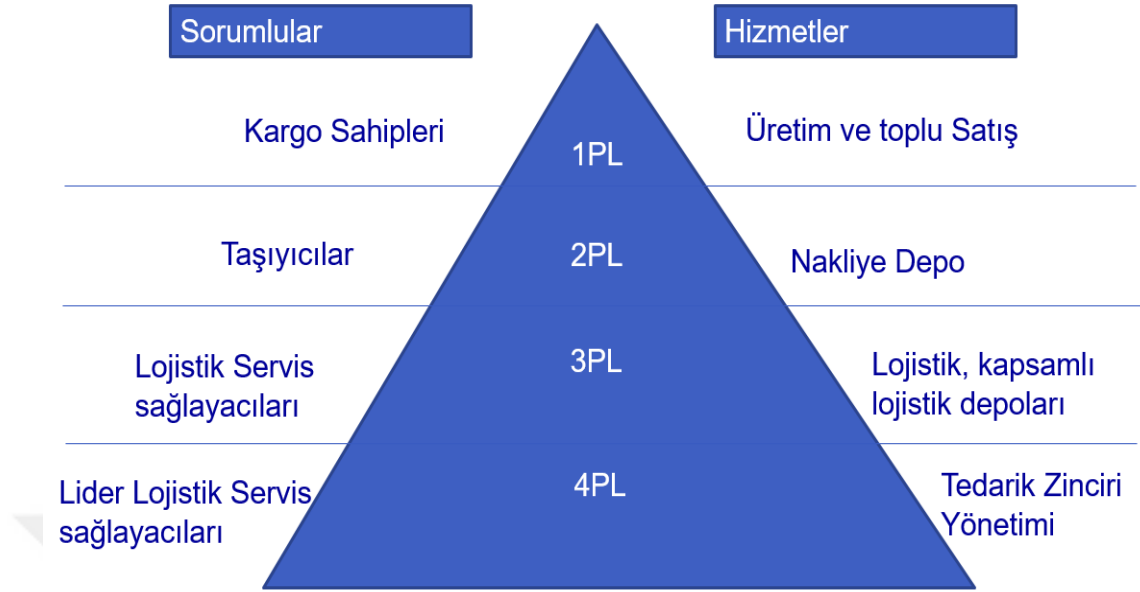 Sorumlular
Hizmetler
Kargo Sahipleri
1PL
Üretim ve toplu Satış
Taşıyıcılar
2PL
Nakliye Depo
Lojistik Servis
sağlayacıları
3PL
Lojistik, kapsamlı
lojistik depoları
Lider Lojistik Servis
sağlayacıları
4PL
Tedarik Zinciri
Yönetimi